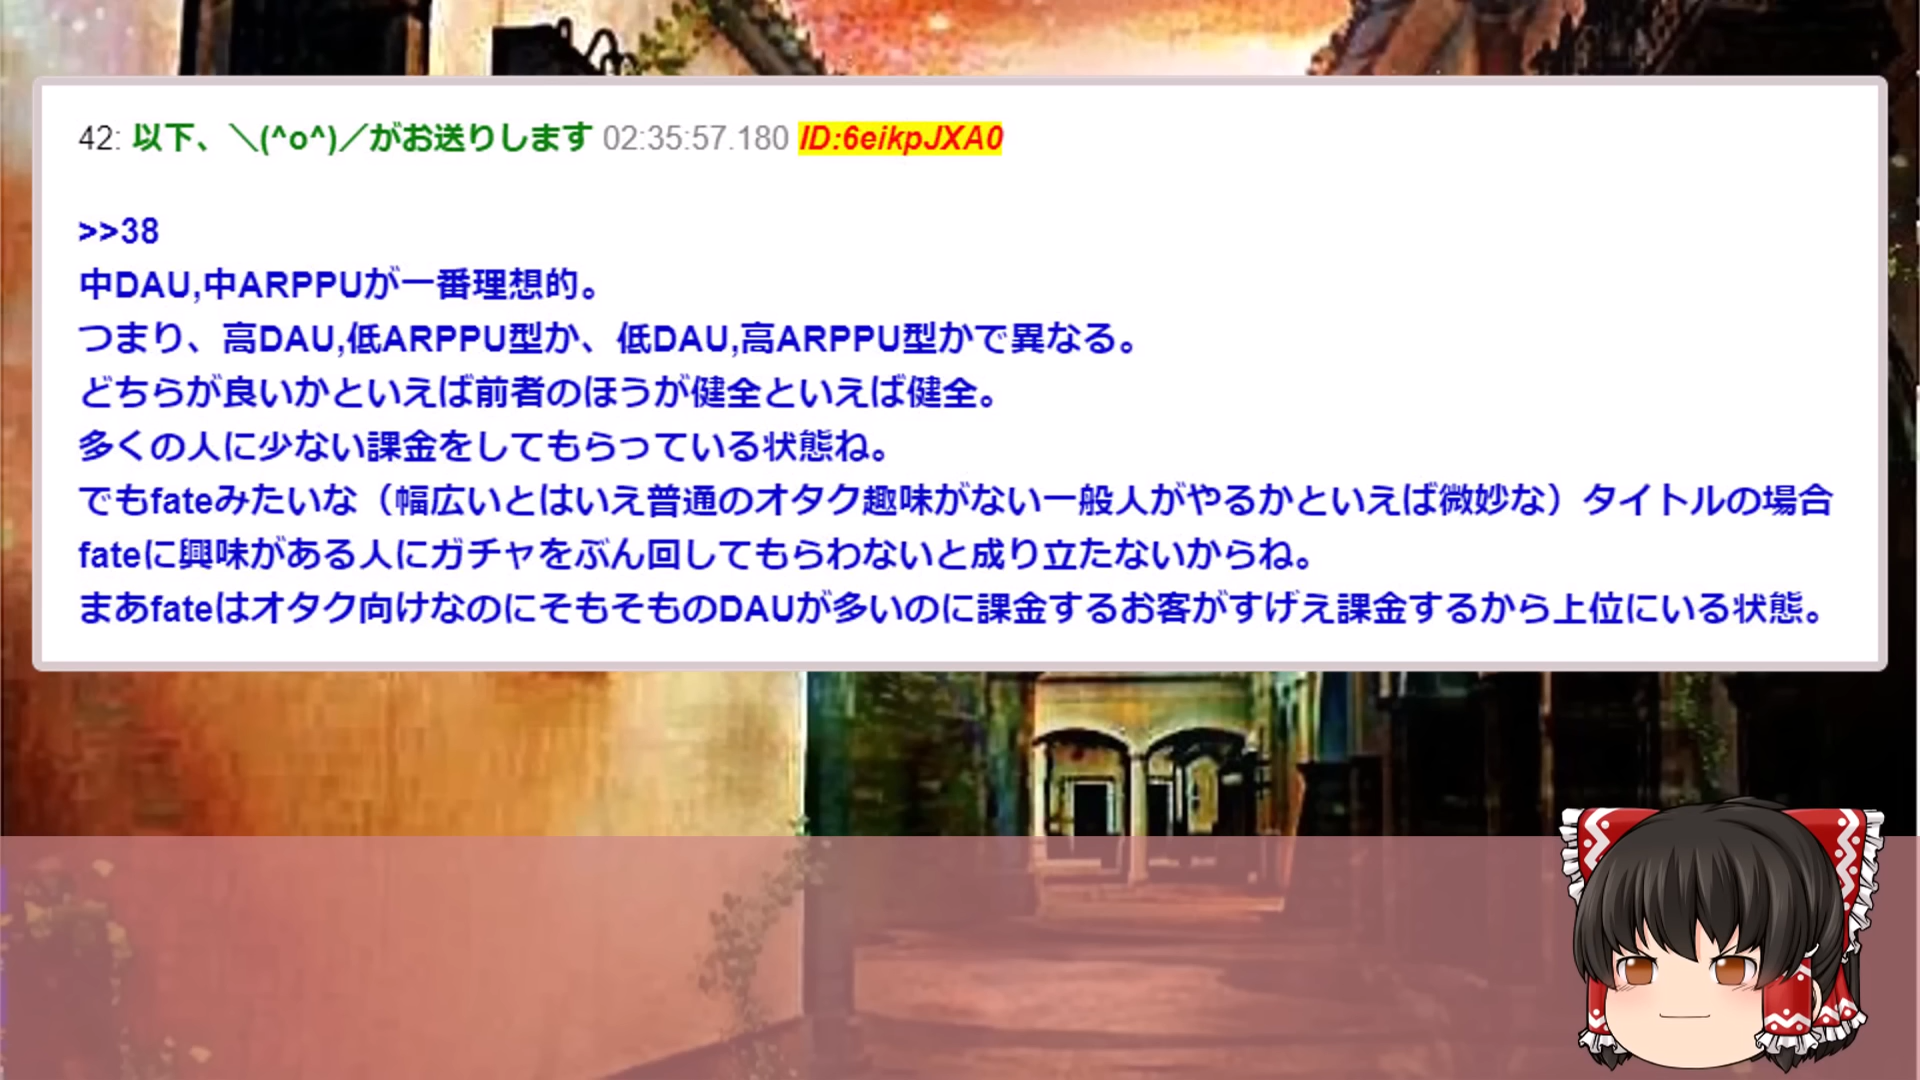 42: 以下、＼(^o^)／がお送りします 02:35:57.180 ID:6eikpJXA0
>>38
中DAU,中ARPPUが一番理想的。
つまり、高DAU,低ARPPU型か、低DAU,高ARPPU型かで異なる。
どちらが良いかといえば前者のほうが健全といえば健全。
多くの人に少ない課金をしてもらっている状態ね。
でもfateみたいな（幅広いとはいえ普通のオタク趣味がない一般人がやるかといえば微妙な）タイトルの場合
fateに興味がある人にガチャをぶん回してもらわないと成り立たないからね。
まあfateはオタク向けなのにそもそものDAUが多いのに課金するお客がすげえ課金するから上位にいる状態。